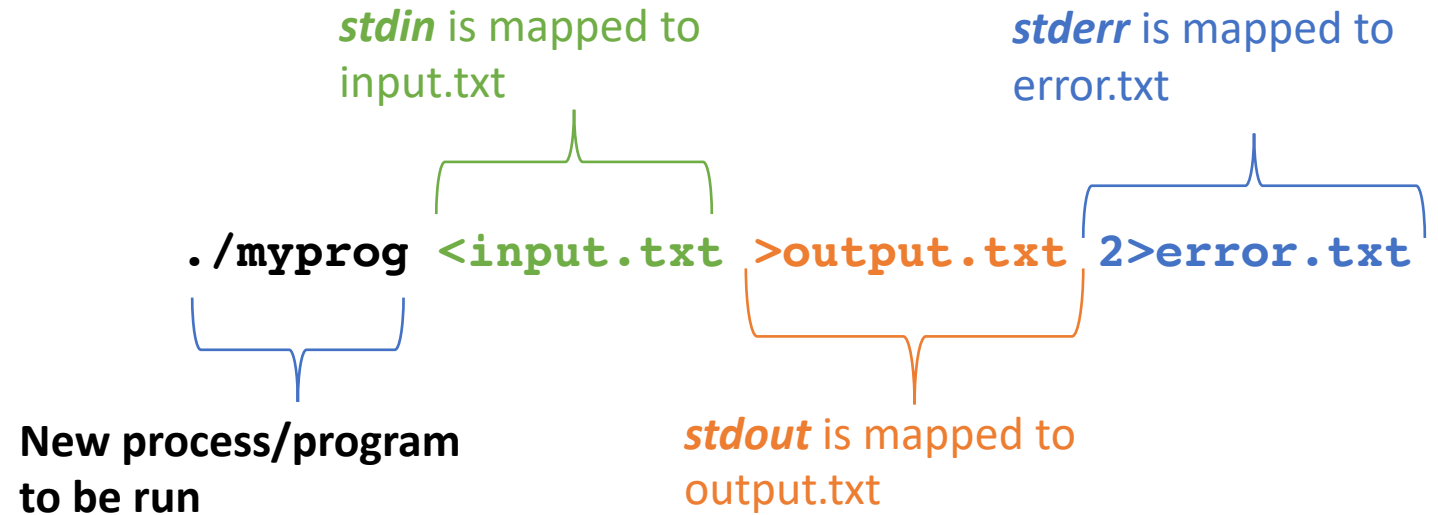 stdin is mapped to
input.txt
stderr is mapped to
error.txt
./myprog <input.txt >output.txt 2>error.txt
New process/program
to be run
stdout is mapped to
output.txt